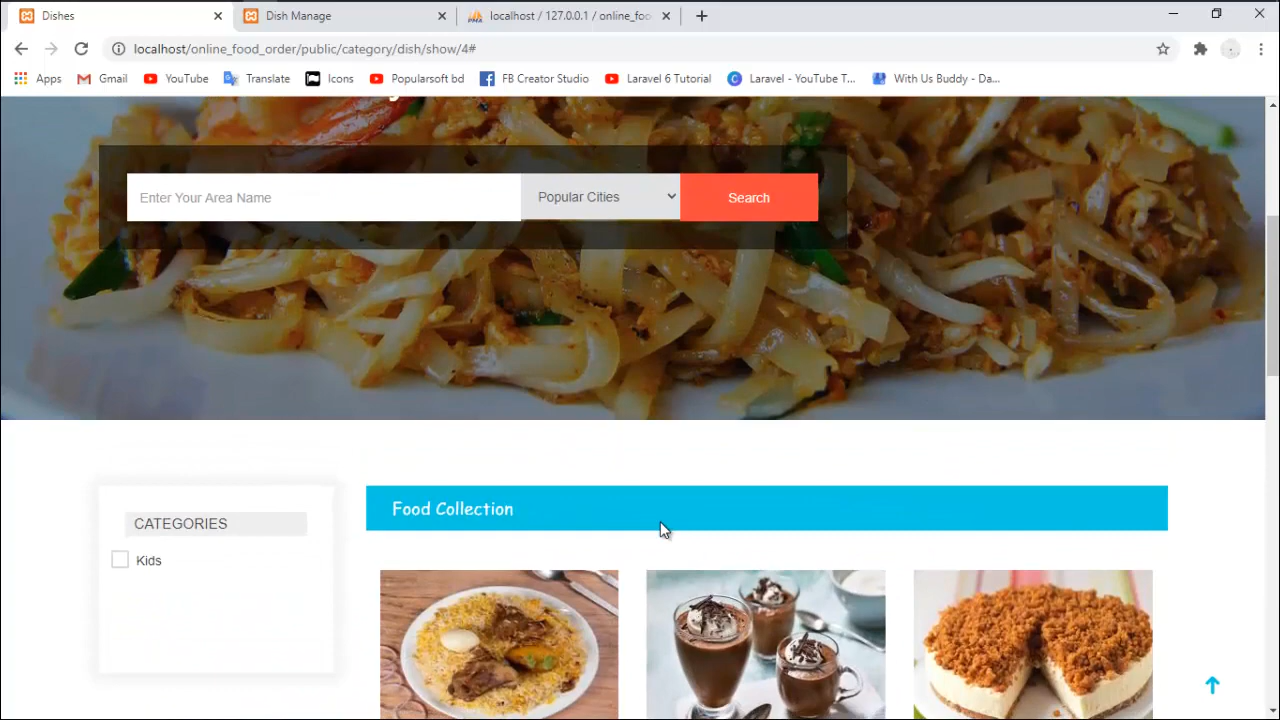 Dishes
Dish Manage
localhost / 127.0.0.1 / online_foo
localhost/online_food_order/public/category/dish/show/4#
Apps
Gmail
YouTube
Translate
Icons
Popularsoft bd
FB Creator Studio
Laravel 6 Tutorial
Laravel - YouTube T...
With Us Buddy - Da...
Enter Your Area Name
Popular Cities
Search
CATEGORIES
Kids
Food Collection